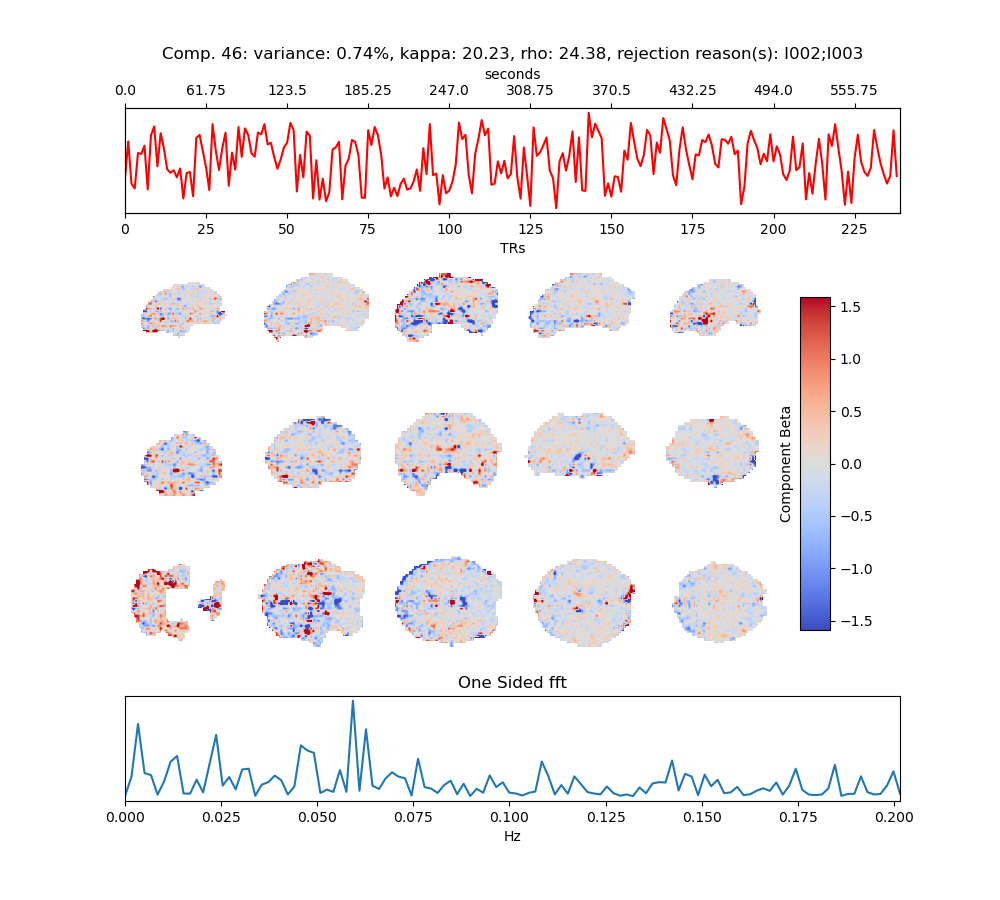 Comp. 46: variance: 0.74%, kappa: 20.23, rho: 24.38, rejection reason(s): I002;I003
seconds
0.0 61.75 123.5 185.25 247.0 308.75 370.5 432.25 494.0 555.75
0 25 50 75 100 125 150 175 200 225
TRs
1.5
1.0
0.5
0.0
−0.5
−1.0
−1.5
Component Beta
One Sided fft
0.000 0.025 0.050 0.075 0.100 0.125 0.150 0.175 0.200
Hz